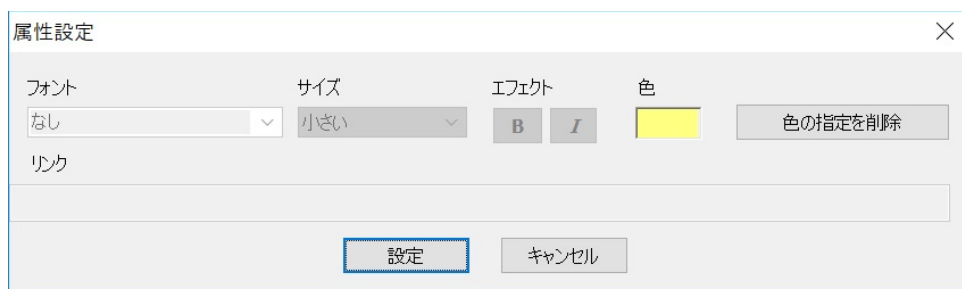 属性設定
フォント サイズ エフェクト 色
なし 小さい B I 色の指定を削除
リンク
設定 キャンセル